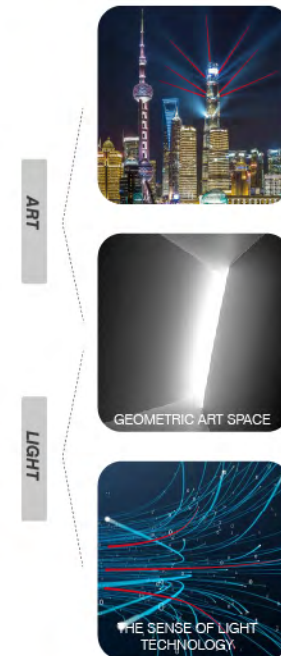 ART
GEOMETRIC ART SPACE
LIGHT
THE SENSE OF LIGHT
TECHNOLOGY